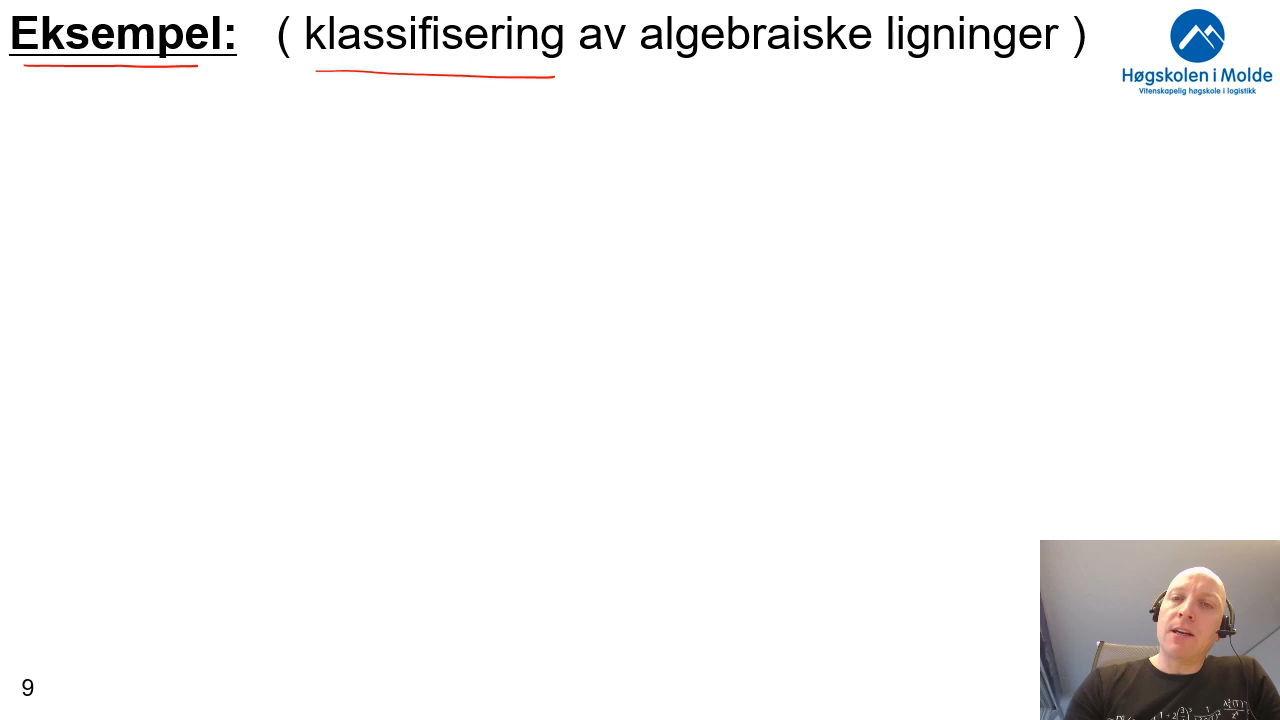 Eksempel: ( klassifisering av algebraiske ligninger )
Høgskolen i Molde
Vitenskapelig høgskole i logistikk
9